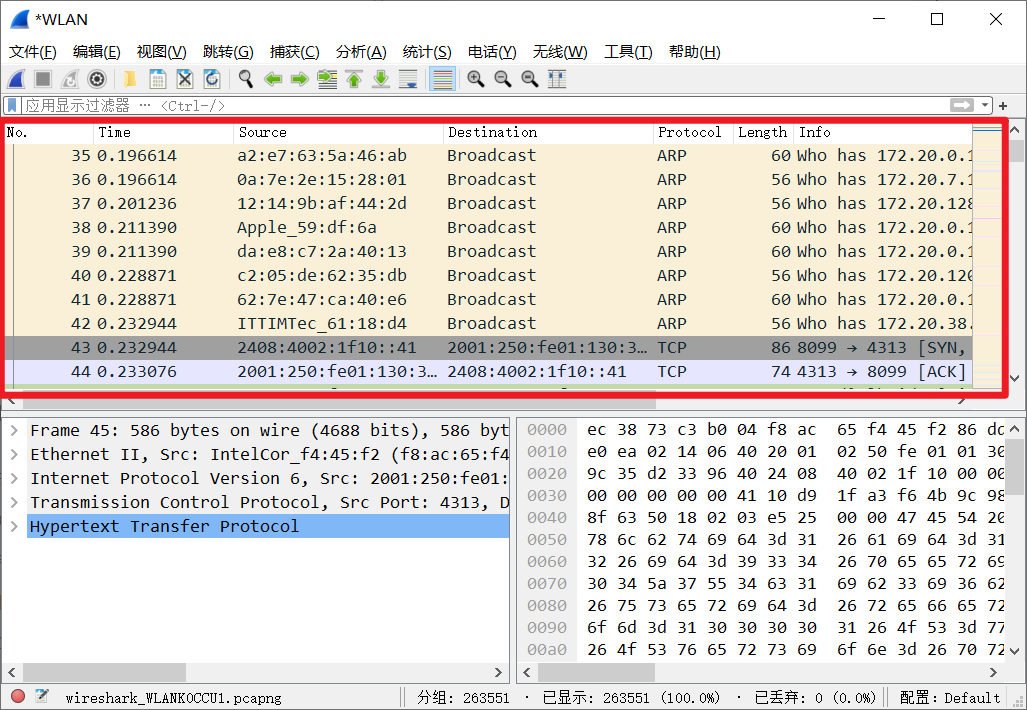 *WLAN
文件(F) 编辑(E) 视图(V) 跳转(G) 捕获(C) 分析(A) 统计(S) 电话(Y) 无线(W) 工具(T) 帮助(H)
应用显示过滤器 … <Ctrl-/>
No. Time Source Destination Protocol Length Info
35 0.196614 a2:e7:63:5a:46:ab Broadcast ARP 60 Who has 172.20.0.1
36 0.196614 0a:7e:2e:15:28:01 Broadcast ARP 56 Who has 172.20.7.1
37 0.201236 12:14:9b:af:44:2d Broadcast ARP 56 Who has 172.20.128
38 0.211390 Apple_59:df:6a Broadcast ARP 60 Who has 172.20.0.1
39 0.211390 da:e8:c7:2a:40:13 Broadcast ARP 60 Who has 172.20.0.1
40 0.228871 c2:05:de:62:35:db Broadcast ARP 56 Who has 172.20.120
41 0.228871 62:7e:47:ca:40:e6 Broadcast ARP 60 Who has 172.20.0.1
42 0.232944 ITTIMTec_61:18:d4 Broadcast ARP 56 Who has 172.20.38.
43 0.232944 2408:4002:1f10::41 2001:250:fe01:130:3… TCP 86 8099 → 4313 [SYN,
44 0.233076 2001:250:fe01:130:3… 2408:4002:1f10::41 TCP 74 4313 → 8099 [ACK]
Frame 45: 586 bytes on wire (4688 bits), 586 byt
Ethernet II, Src: IntelCor_f4:45:f2 (f8:ac:65:f4
Internet Protocol Version 6, Src: 2001:250:fe01:
Transmission Control Protocol, Src Port: 4313, D
Hypertext Transfer Protocol
0000 ec 38 73 c3 b0 04 f8 ac 65 f4 45 f2 86 dd
0010 e0 ea 02 14 06 40 20 01 02 50 fe 01 01 30
0020 9c 35 d2 33 96 40 24 08 40 02 1f 10 00 00
0030 00 00 00 00 00 41 10 d9 1f a3 f6 4b 9c 98
0040 8f 63 50 18 02 03 e5 25 00 00 47 45 54 20
0050 78 6c 62 74 69 64 3d 31 26 61 69 64 3d 31
0060 32 26 69 64 3d 39 33 34 26 70 65 65 72 69
0070 30 34 5a 37 55 34 63 31 69 62 33 69 36 62
0080 26 75 73 65 72 69 64 3d 26 72 65 66 65 72
0090 6f 6d 3d 31 30 30 30 30 31 26 4f 53 3d 77
00a0 26 4f 53 76 65 72 73 69 6f 6e 3d 26 70 72
wireshark_WLANKOCCU1.pcapng 分组: 263551 · 已显示: 263551 (100.0%) · 已丢弃: 0 (0.0%) 配置: Default